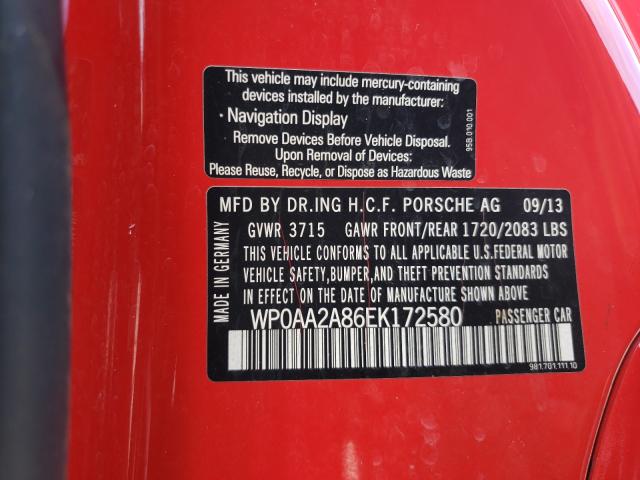 This vehicle may include mercury-containing
devices installed by the manufacturer:
· Navigation Display
Remove Devices Before Vehicle Disposal.
Upon Removal of Devices:
Please Reuse, Recycle, or Dispose as Hazardous Waste
95B.010.001
MFD BY DR.ING H.C.F. PORSCHE AG 09/13
GVWR 3715 GAWR FRONT/REAR 1720/2083 LBS
THIS VEHICLE CONFORMS TO ALL APPLICABLE U.S.FEDERAL MOTOR
VEHICLE SAFETY,BUMPER,AND THEFT PREVENTION STANDARDS
IN EFFECT ON THE DATE OF MANUFACTURE SHOWN ABOVE
WP0AA2A86EK172580 PASSENGER CAR
MADE IN GERMANY
981.701.111.10